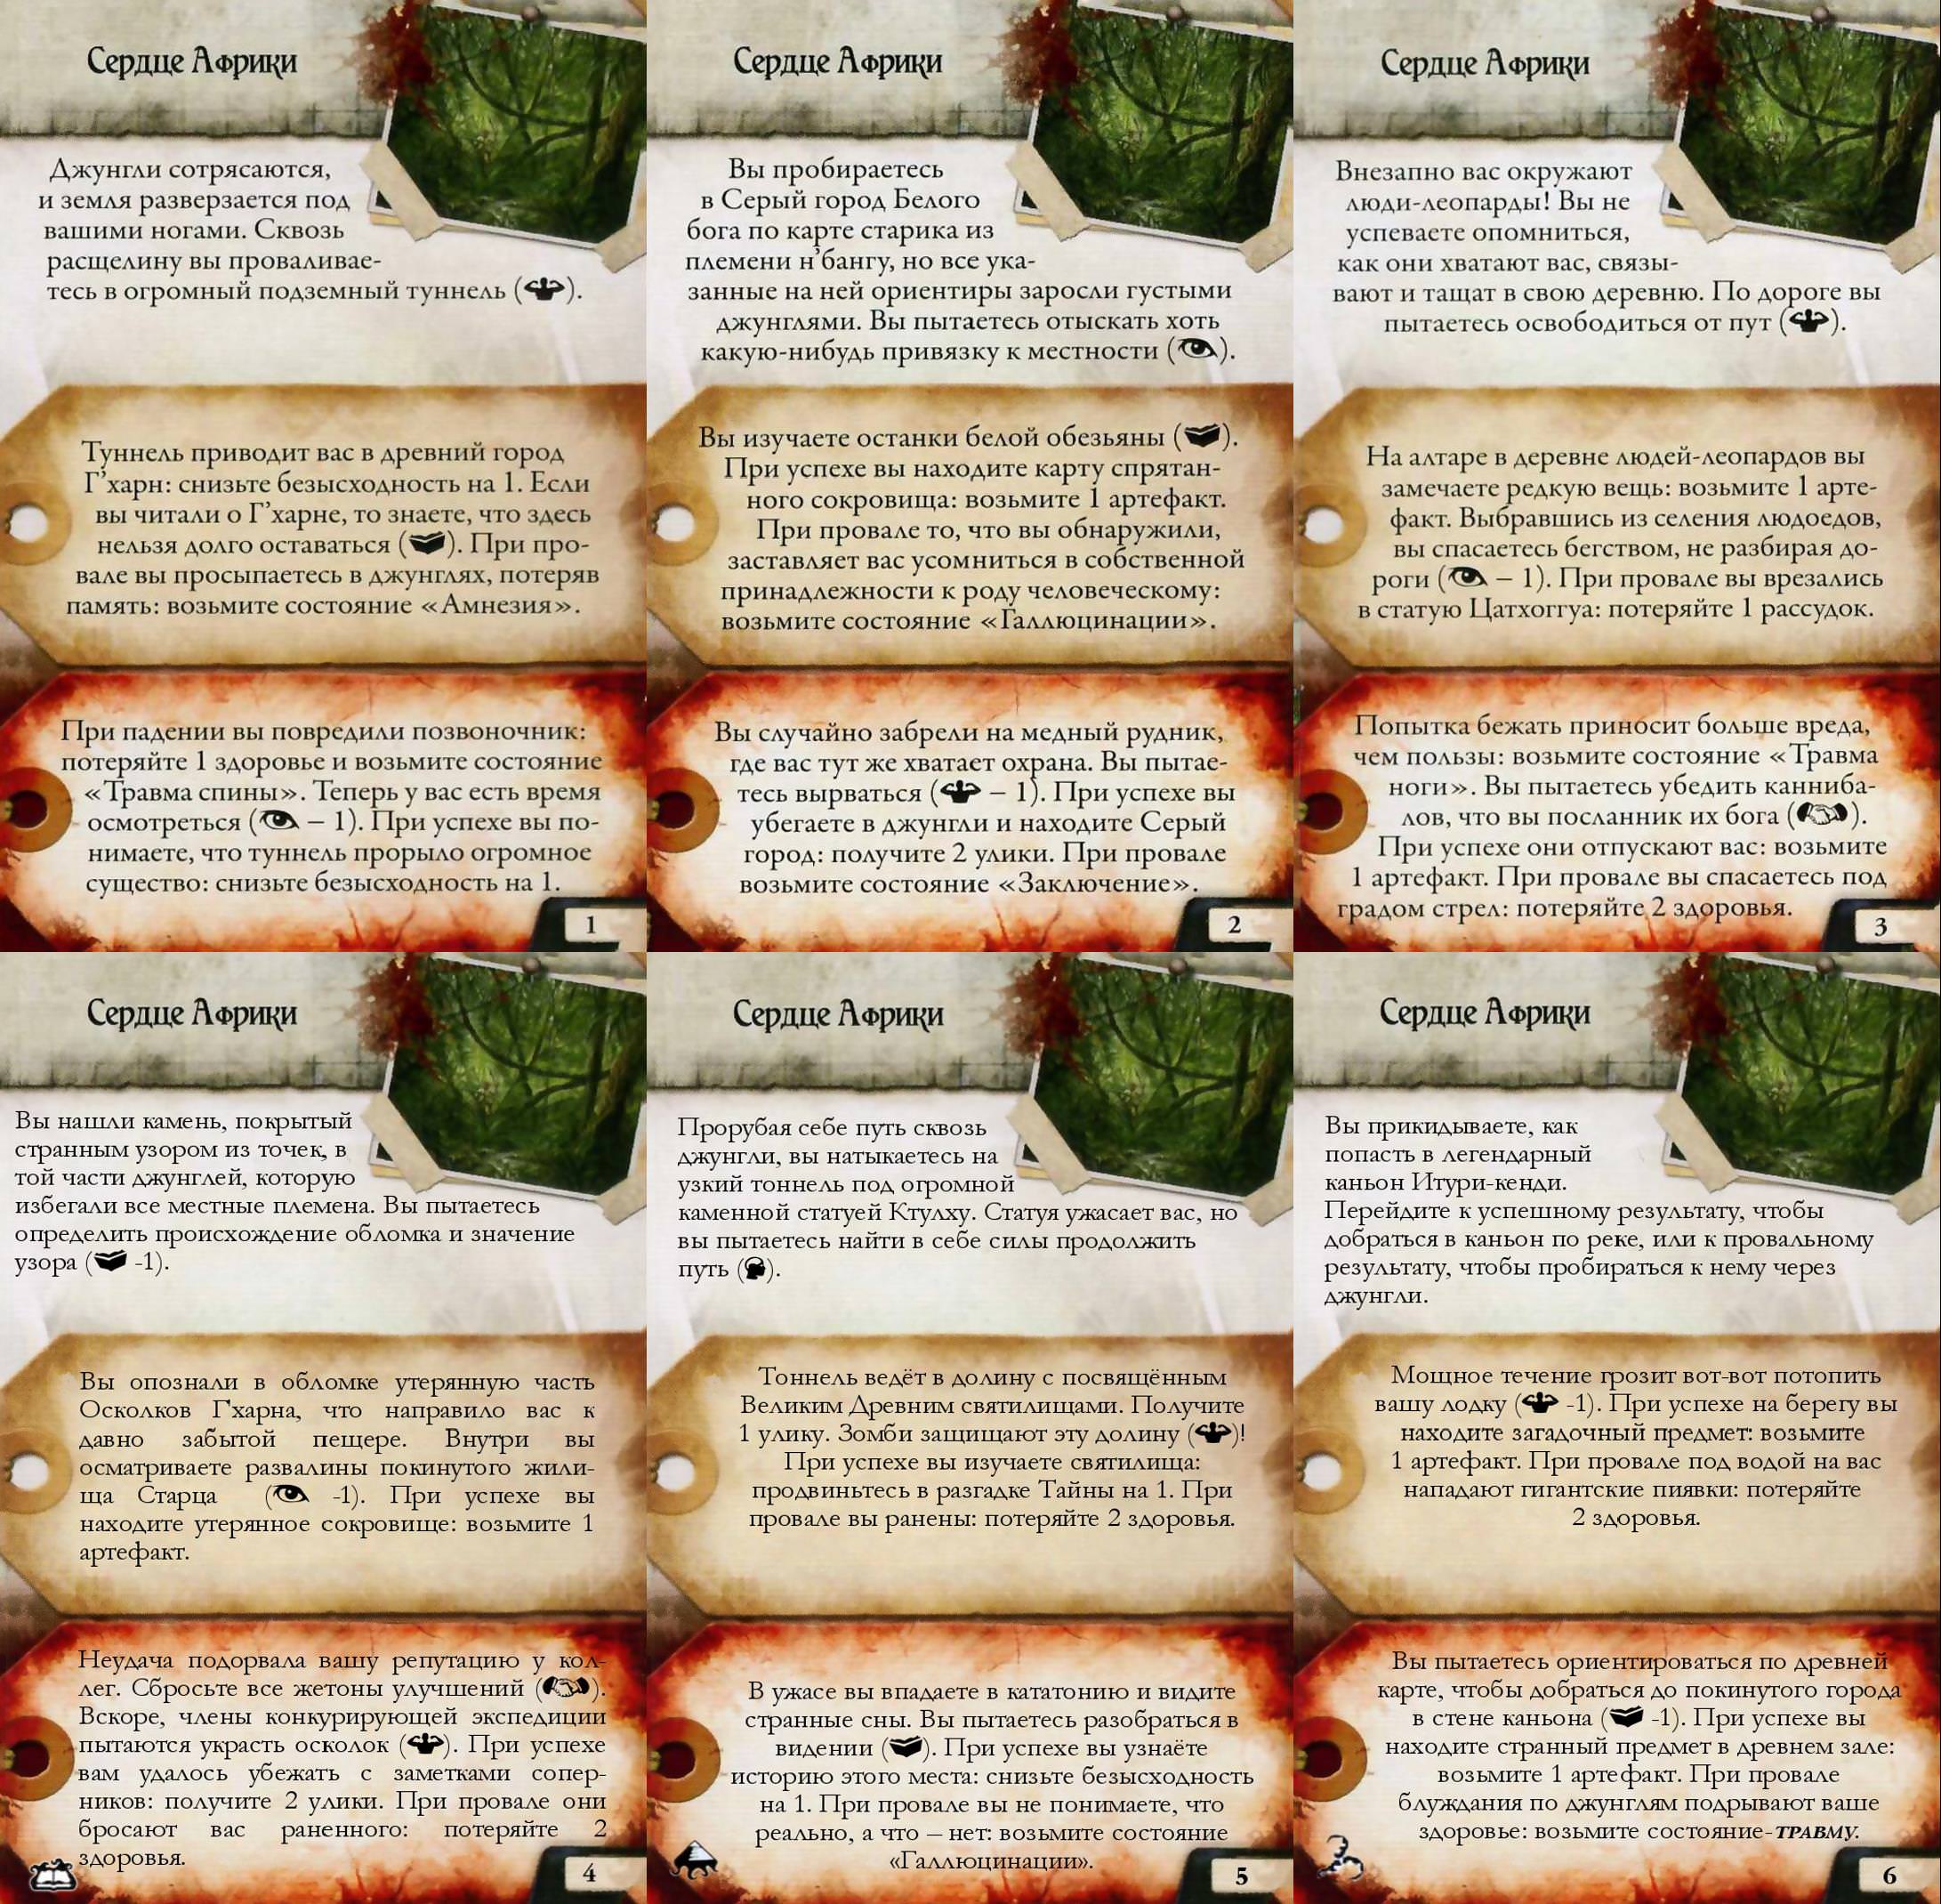 Сердце Африки
Джунгли сотрясаются,
и земля разверзается под
вашими ногами. Сквозь
расщелину вы проваливае-
тесь в огромный подземный туннель ( ).
Туннель приводит вас в древний город
Г’харн: снизьте безысходность на 1. Если
вы читали о Г’харне, то знаете, что здесь
нельзя долго оставаться ( ). При про-
вале вы просыпаетесь в джунглях, потеряв
память: возьмите состояние «Амнезия».
При падении вы повредили позвоночник:
потеряйте 1 здоровье и возьмите состояние
«Травма спины». Теперь у вас есть время
осмотреться ( – 1). При успехе вы по-
нимаете, что туннель прорыло огромное
существо: снизьте безысходность на 1.
1
Сердце Африки
Вы пробираетесь
в Серый город Белого
бога по карте старика из
племени н’бангу, но все ука-
занные на ней ориентиры заросли густыми
джунглями. Вы пытаетесь отыскать хоть
какую-нибудь привязку к местности ( ).
Вы изучаете останки белой обезьяны ( ).
При успехе вы находите карту спрятан-
ного сокровища: возьмите 1 артефакт.
При провале то, что вы обнаружили,
заставляет вас усомниться в собственной
принадлежности к роду человеческому:
возьмите состояние «Галлюцинации».
Вы случайно забрели на медный рудник,
где вас тут же хватает охрана. Вы пытае-
тесь вырваться ( – 1). При успехе вы
убегаете в джунгли и находите Серый
город: получите 2 улики. При провале
возьмите состояние «Заключение».
2
Сердце Африки
Внезапно вас окружают
люди-леопарды! Вы не
успеваете опомниться,
как они хватают вас, связы-
вают и тащат в свою деревню. По дороге вы
пытаетесь освободиться от пут ( ).
На алтаре в деревне людей-леопардов вы
замечаете редкую вещь: возьмите 1 арте-
факт. Выбравшись из селения людоедов,
вы спасаетесь бегством, не разбирая до-
роги ( – 1). При провале вы врезались
в статую Цатхоггуа: потеряйте 1 рассудок.
Попытка бежать приносит больше вреда,
чем пользы: возьмите состояние «Травма
ноги». Вы пытаетесь убедить канниба-
лов, что вы посланник их бога ( ).
При успехе они отпускают вас: возьмите
1 артефакт. При провале вы спасаетесь под
градом стрел: потеряйте 2 здоровья.
3
Сердце Африки
Вы нашли камень, покрытый
странным узором из точек, в
той части джунглей, которую
избегали все местные племена. Вы пытаетесь
определить происхождение обломка и значение
узора ( -1).
Вы опознали в обломке утерянную часть
Осколков Г'харна, что направило вас к
давно забытой пещере. Внутри вы
осматриваете развалины покинутого жили-
ща Старца ( -1). При успехе вы
находите утерянное сокровище: возьмите 1
артефакт.
Неудача подорвала вашу репутацию у кол-
лег. Сбросьте все жетоны улучшений ( ).
Вскоре, члены конкурирующей экспедиции
пытаются украсть осколок ( ). При успехе
вам удалось убежать с заметками сопер-
ников: получите 2 улики. При провале они
бросают вас раненного: потеряйте 2
здоровья.
4
Сердце Африки
Прорубая себе путь сквозь
джунгли, вы натыкаетесь на
узкий тоннель под огромной
каменной статуей Ктулху. Статуя ужасает вас, но
вы пытаетесь найти в себе силы продолжить
путь ( ).
Тоннель ведёт в долину с посвящённым
Великим Древним святилищами. Получите
1 улику. Зомби защищают эту долину ( )!
При успехе вы изучаете святилища:
продвиньтесь в разгадке Тайны на 1. При
провале вы ранены: потеряйте 2 здоровья.
В ужасе вы впадаете в кататонию и видите
странные сны. Вы пытаетесь разобраться в
видении ( ). При успехе вы узнаёте
историю этого места: снизьте безысходность
на 1. При провале вы не понимаете, что
реально, а что – нет: возьмите состояние
«Галлюцинации».
5
Сердце Африки
Вы прикидываете, как
попасть в легендарный
каньон Итури-кенди.
Перейдите к успешному результату, чтобы
добраться в каньон по реке, или к провальному
результату, чтобы пробираться к нему через
джунгли.
Мощное течение грозит вот-вот потопить
вашу лодку ( -1). При успехе на берегу вы
находите загадочный предмет: возьмите
1 артефакт. При провале под водой на вас
нападают гигантские пиявки: потеряйте
2 здоровья.
Вы пытаетесь ориентироваться по древней
карте, чтобы добраться до покинутого города
в стене каньона ( -1). При успехе вы
находите странный предмет в древнем зале:
возьмите 1 артефакт. При провале
блуждания по джунглям подрывают ваше
здоровье: возьмите состояние-ТРАВМУ.
6